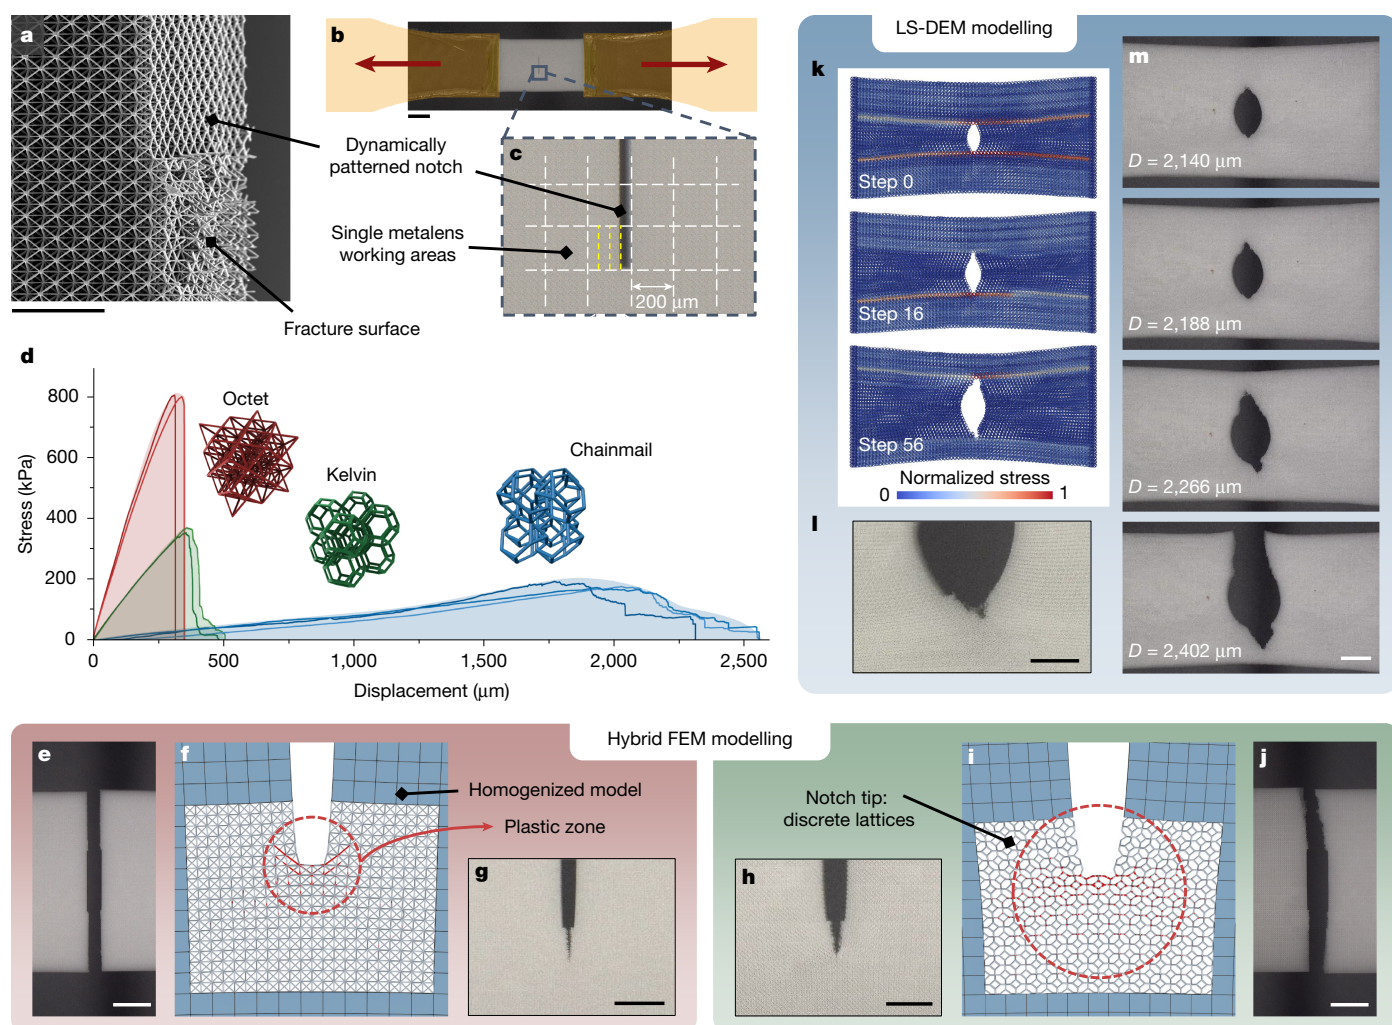 a
b
Dynamically
patterned notch
c
Single metalens
working areas
200 μm
Fracture surface
d
Stress (kPa)
800
600
400
200
0
0
500
1,000
1,500
2,000
2,500
Displacement (μm)
Octet
Kelvin
Chainmail
LS-DEM modelling
k
Step 0
Step 16
Step 56
Normalized stress
0
1
l
m
D = 2,140 μm
D = 2,188 μm
D = 2,266 μm
D = 2,402 μm
Hybrid FEM modelling
e
f
Homogenized model
Plastic zone
g
h
Notch tip:
discrete lattices
i
j